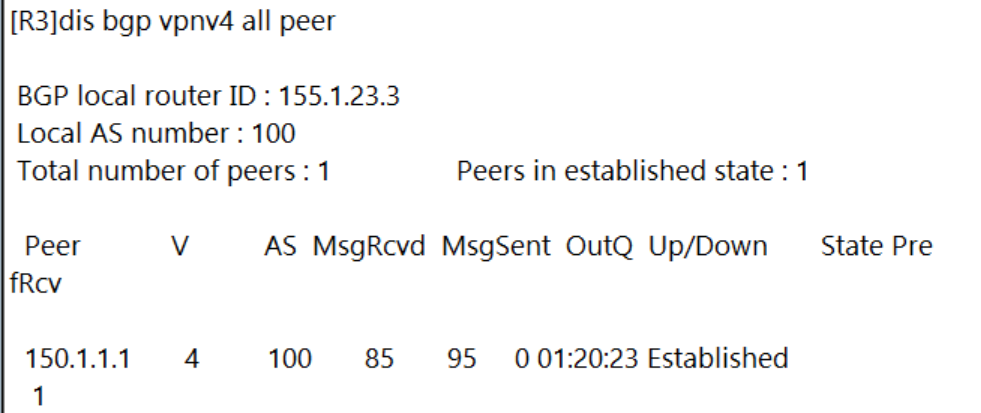 [R3]dis bgp vpnv4 all peer
BGP local router ID : 155.1.23.3
Local AS number : 100
Total number of peers : 1 Peers in established state : 1
Peer V AS MsgRcvd MsgSent OutQ Up/Down State Pre
fRcv
150.1.1.1 4 100 85 95 0 01:20:23 Established
1